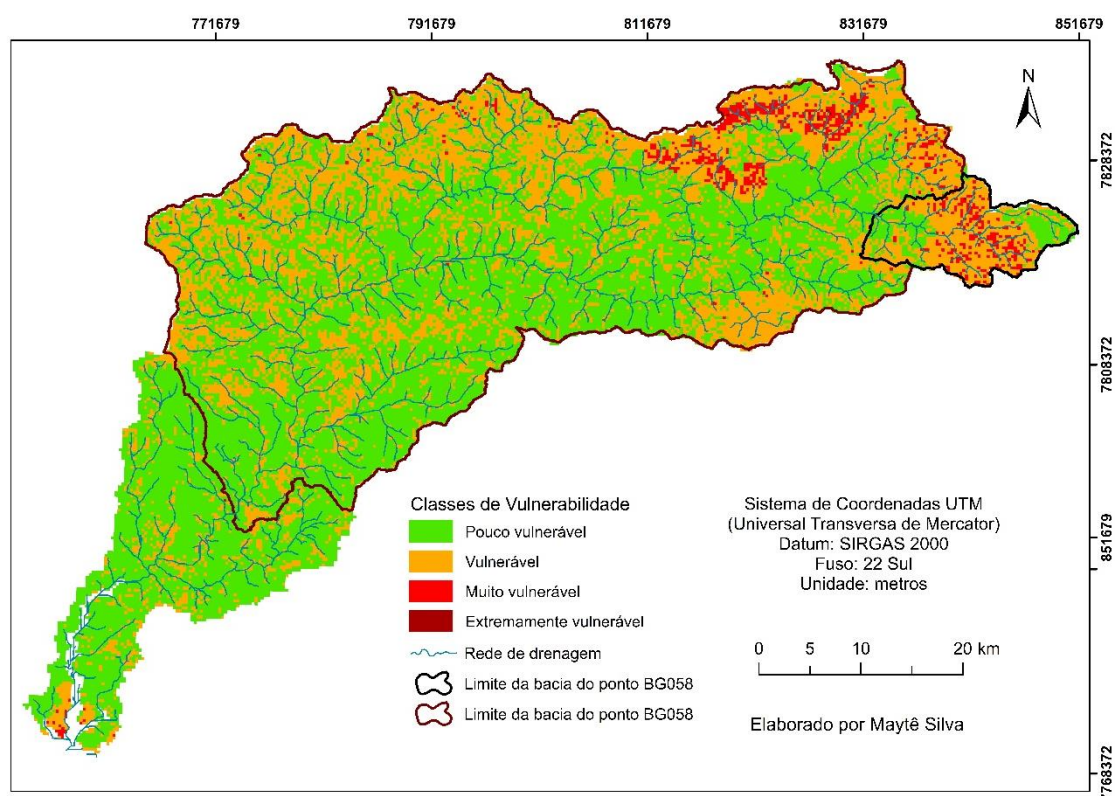 771679 791679 811679 831679 851679
N
7828372
7808372
851679
7768372
Classes de Vulnerabilidade
Pouco vulnerável
Vulnerável
Muito vulnerável
Extremamente vulnerável
Rede de drenagem
Limite da bacia do ponto BG058
Limite da bacia do ponto BG058
Sistema de Coordenadas UTM
(Universal Transversa de Mercator)
Datum: SIRGAS 2000
Fuso: 22 Sul
Unidade: metros
0 5 10 20 km
Elaborado por Maytê Silva